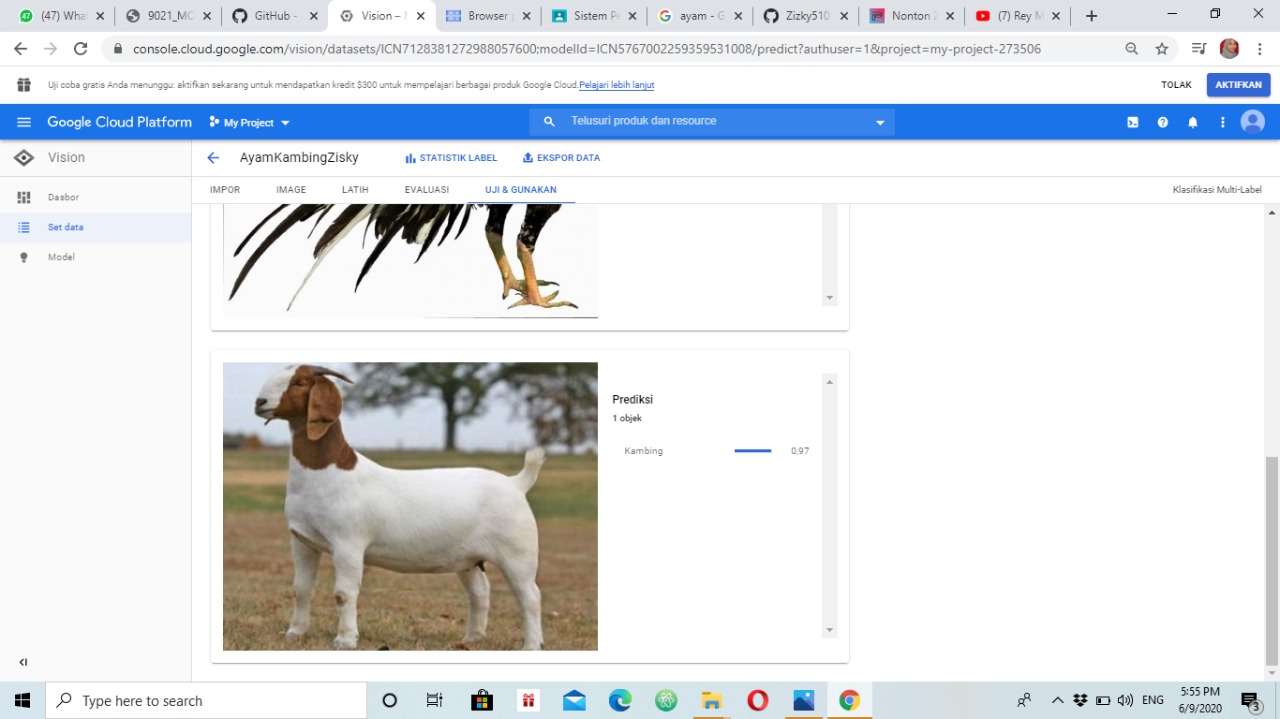 (47) What
9021_MC
GitHub
Vision –
Browser
Sistem P
ayam - G
Zizky510
Nonton
(7) Rey M
console.cloud.google.com/vision/datasets/ICN7128381272988057600;modelId=ICN5767002259359531008/predict?authuser=1&project=my-project-273506
Uji coba gratis Anda menunggu: aktifkan sekarang untuk mendapatkan kredit $300 untuk mempelajari berbagai produk Google Cloud.Pelajari lebih lanjut
TOLAK
AKTIFKAN
Google Cloud Platform
My Project
Telusuri produk dan resource
Vision
AyamKambingZisky
STATISTIK LABEL
EKSPOR DATA
IMPOR
IMAGE
LATIH
EVALUASI
UJI & GUNAKAN
Klasifikasi Multi-Label
Dasbor
Set data
Model
Prediksi
1 objek
Kambing 0,97
Type here to search
ENG
3:55 PM
6/9/2020
3